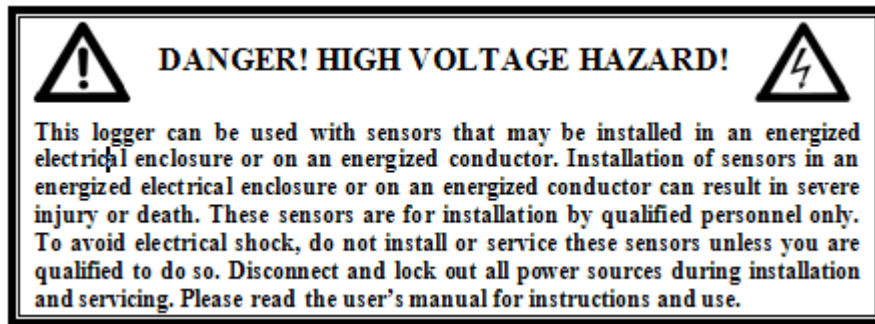 DANGER! HIGH VOLTAGE HAZARD!
This logger can be used with sensors that may be installed in an energized
electrical enclosure or on an energized conductor. Installation of sensors in an
energized electrical enclosure or on an energized conductor can result in severe
injury or death. These sensors are for installation by qualified personnel only.
To avoid electrical shock, do not install or service these sensors unless you are
qualified to do so. Disconnect and lock out all power sources during installation
and servicing. Please read the user’s manual for instructions and use.